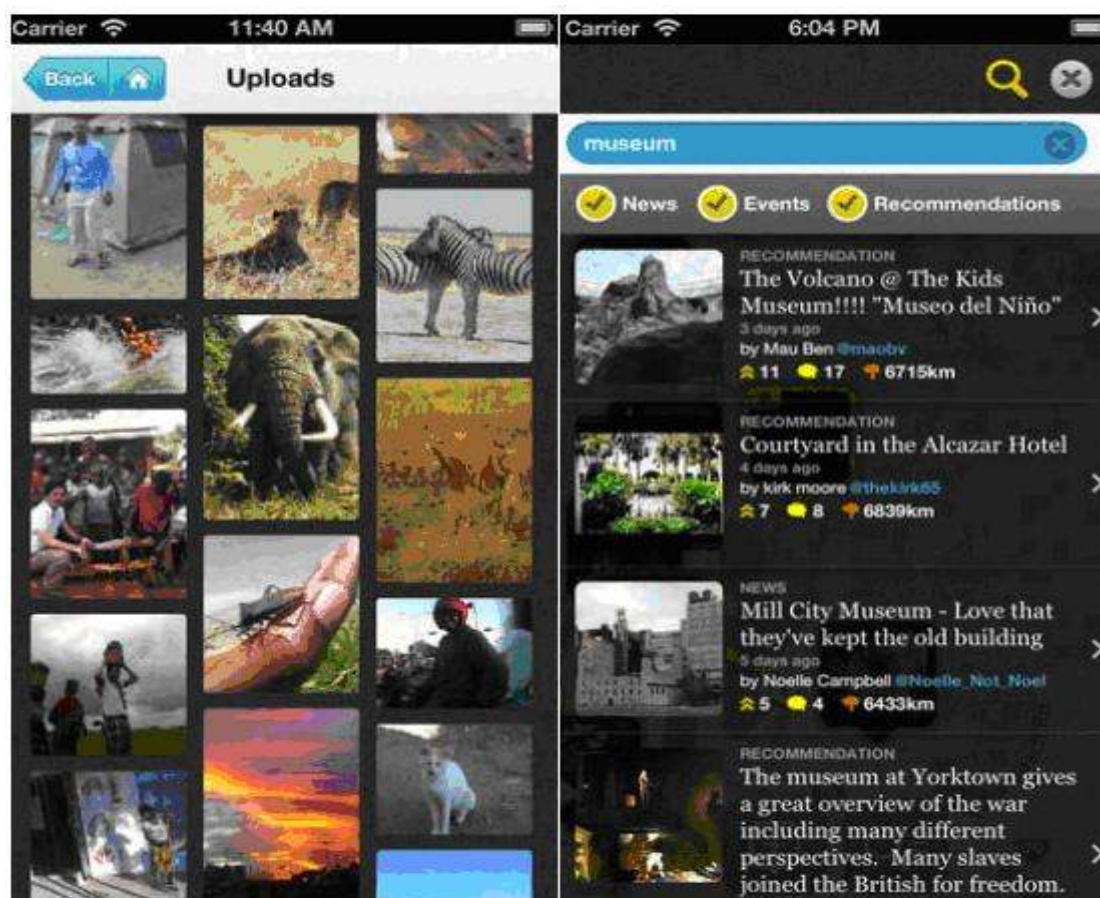 Carrier
11:40 AM
Back
Uploads
Carrier
6:04 PM
museum
News
Events
Recommendations
RECOMMENDATION
The Volcano @ The Kids
Museum!!!! "Museo del Niño"
3 days ago
by Mau Ben @maobv
11 17 6715km
RECOMMENDATION
Courtyard in the Alcazar Hotel
4 days ago
by kirk moore @thekirk65
7 8 6839km
NEWS
Mill City Museum - Love that
they've kept the old building
5 days ago
by Noelle Campbell @Noelle_Not_Noel
5 4 6433km
RECOMMENDATION
The museum at Yorktown gives
a great overview of the war
including many different
perspectives. Many slaves
joined the British for freedom.